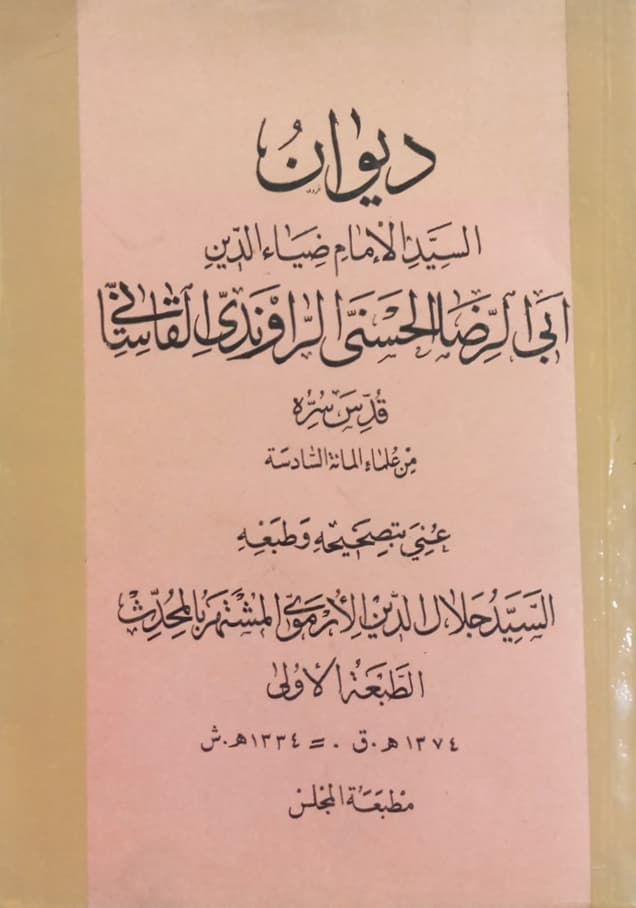 ديوان
السيد الإمام ضياء الدين
أبي الرضا الحسني الراوندي القاساني
قدس سره
من علماء المائة السادسة
عني بتصحيحه وطبعه
السيد جلال الدين الأرموي المشتهر بالمحدث
الطبعة الأولى
١٣٧٤ هـ.ق. = ١٣٣٤ هـ.ش
مطبعة المجلس